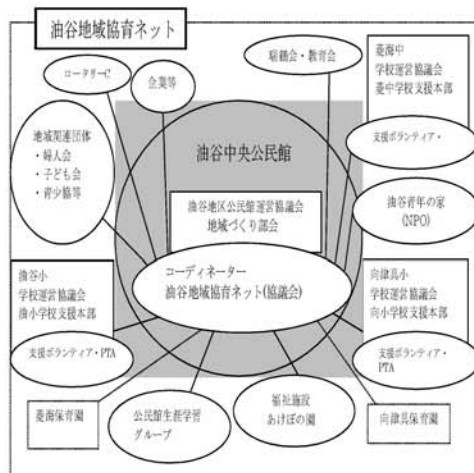 油谷地域協育ネット
ロータリーC
企業等
瑞鶴会・教育会
菱海中
学校運営協議会
菱中学校支援本部
支援ボランティア・
地域関連団体
・婦人会
・子ども会
・青少協等
油谷中央公民館
油谷青年の家
(NPO)
油谷地区公民館運営協議会
地域づくり部会
コーディネーター
油谷地域協育ネット(協議会)
油谷小
学校運営協議会
油小学校支援本部
支援ボランティア・PTA
向津具小
学校運営協議会
向小学校支援本部
支援ボランティア・
PTA
菱海保育園
公民館生涯学習
グループ
福祉施設
あけぼの園
向津具保育園